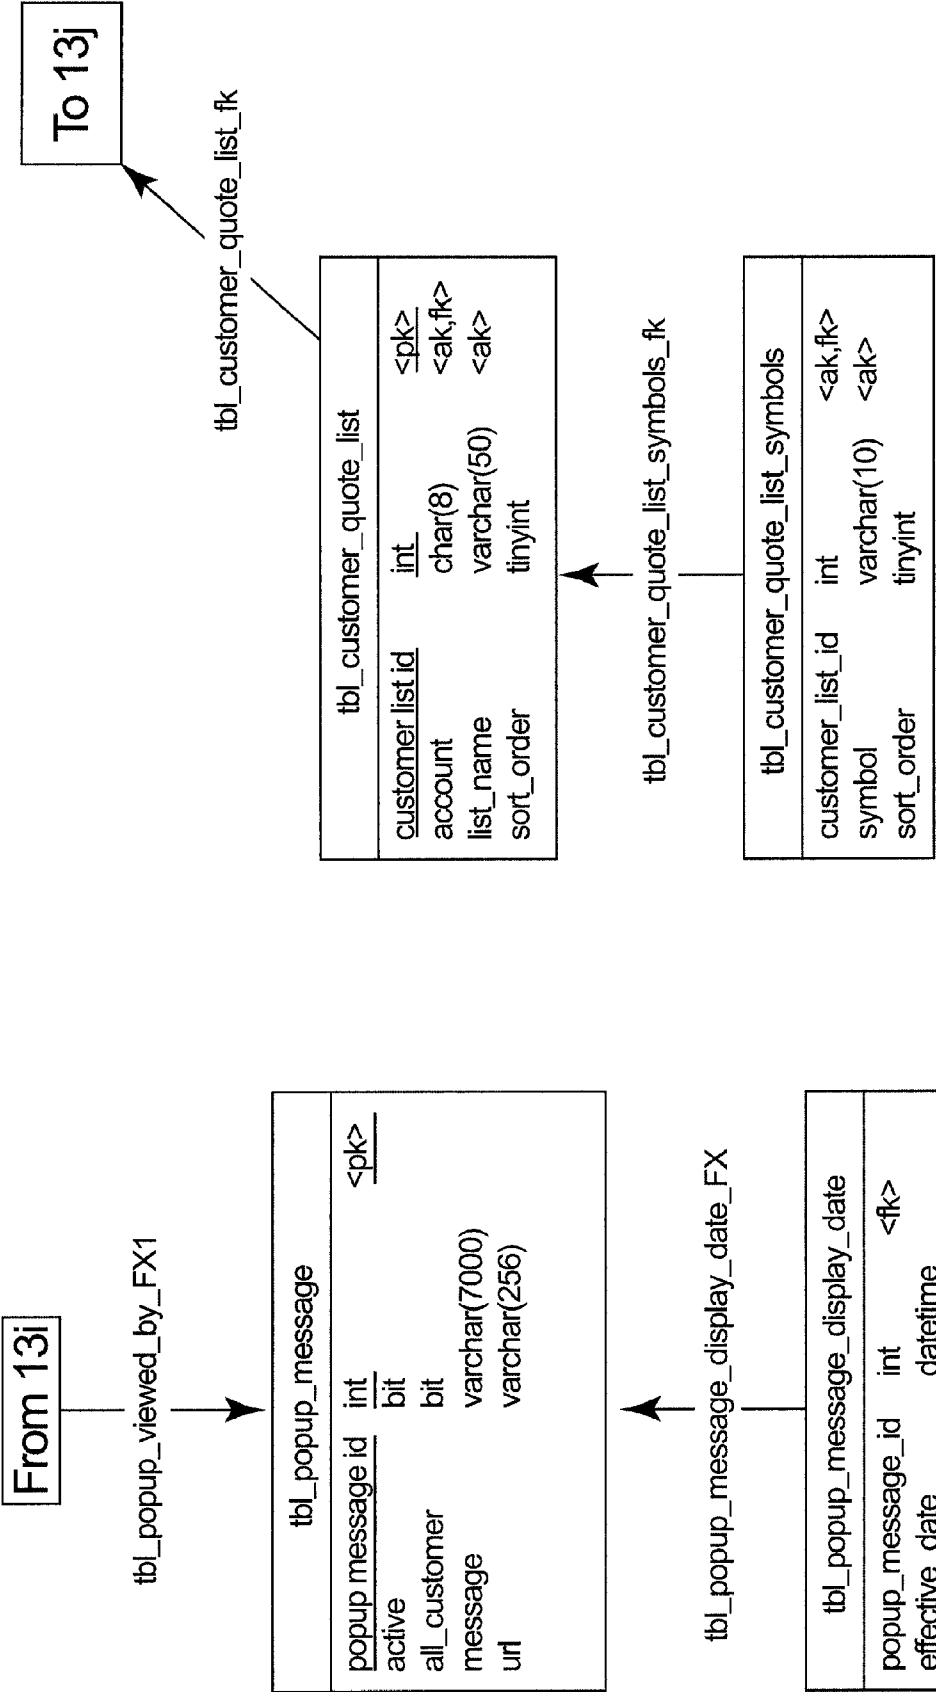 From 13i
tbl_popup_viewed_by_FX1
tbl_popup_message
popup message id int <pk>
active bit
all_customer bit
message varchar(7000)
url varchar(256)
tbl_popup_message_display_date_FX
tbl_popup_message_display_date
popup_message_id int <fk>
effective_date datetime
To 13j
tbl_customer_quote_list_fk
tbl_customer_quote_list
customer list id int <pk>
account char(8) <ak,fk>
list_name varchar(50) <ak>
sort_order tinyint
tbl_customer_quote_list_symbols_fk
tbl_customer_quote_list_symbols
customer_list_id int <ak,fk>
symbol varchar(10) <ak>
sort_order tinyint